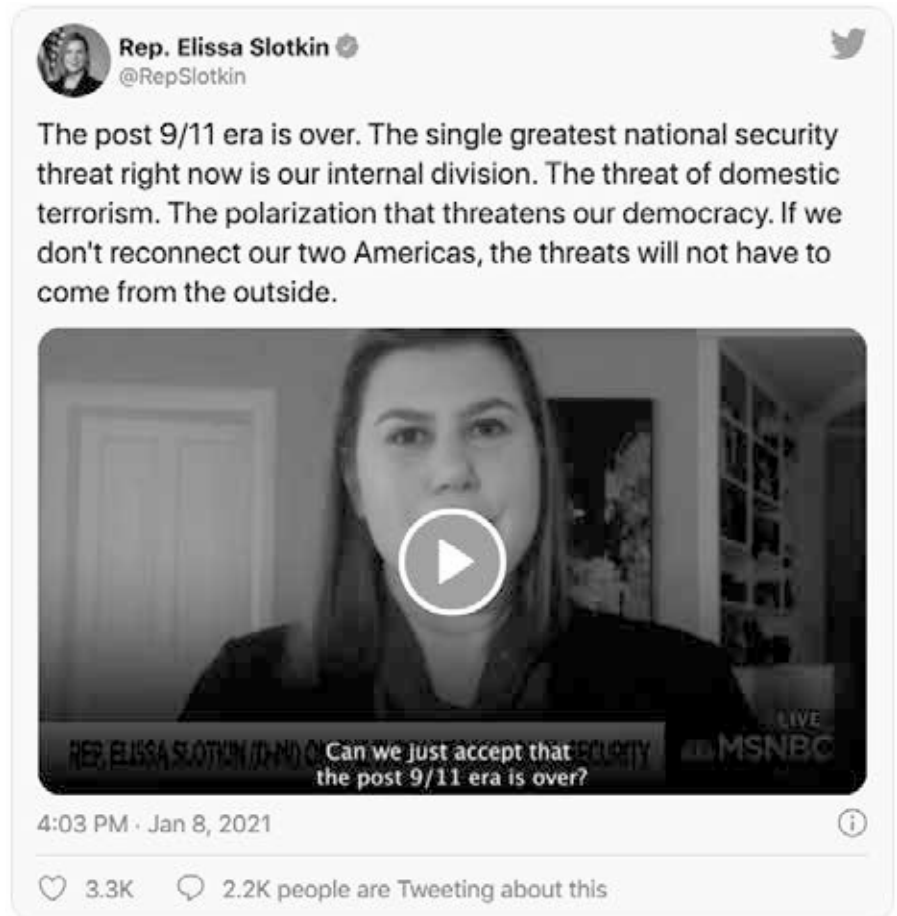 Rep. Elissa Slotkin
@RepSlotkin
The post 9/11 era is over. The single greatest national security
threat right now is our internal division. The threat of domestic
terrorism. The polarization that threatens our democracy. If we
don't reconnect our two Americas, the threats will not have to
come from the outside.
LIVE
MSNBC
REP. ELISSA SLOTKIN
Can we just accept that
the post 9/11 era is over?
4:03 PM · Jan 8, 2021
3.3K 2.2K people are Tweeting about this